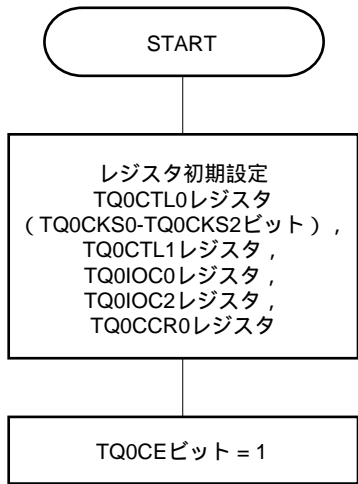 START
レジスタ初期設定
TQ0CTL0レジスタ
（TQ0CKS0-TQ0CKS2ビット），
TQ0CTL1レジスタ，
TQ0IOC0レジスタ，
TQ0IOC2レジスタ，
TQ0CCR0レジスタ
TQ0CEビット = 1